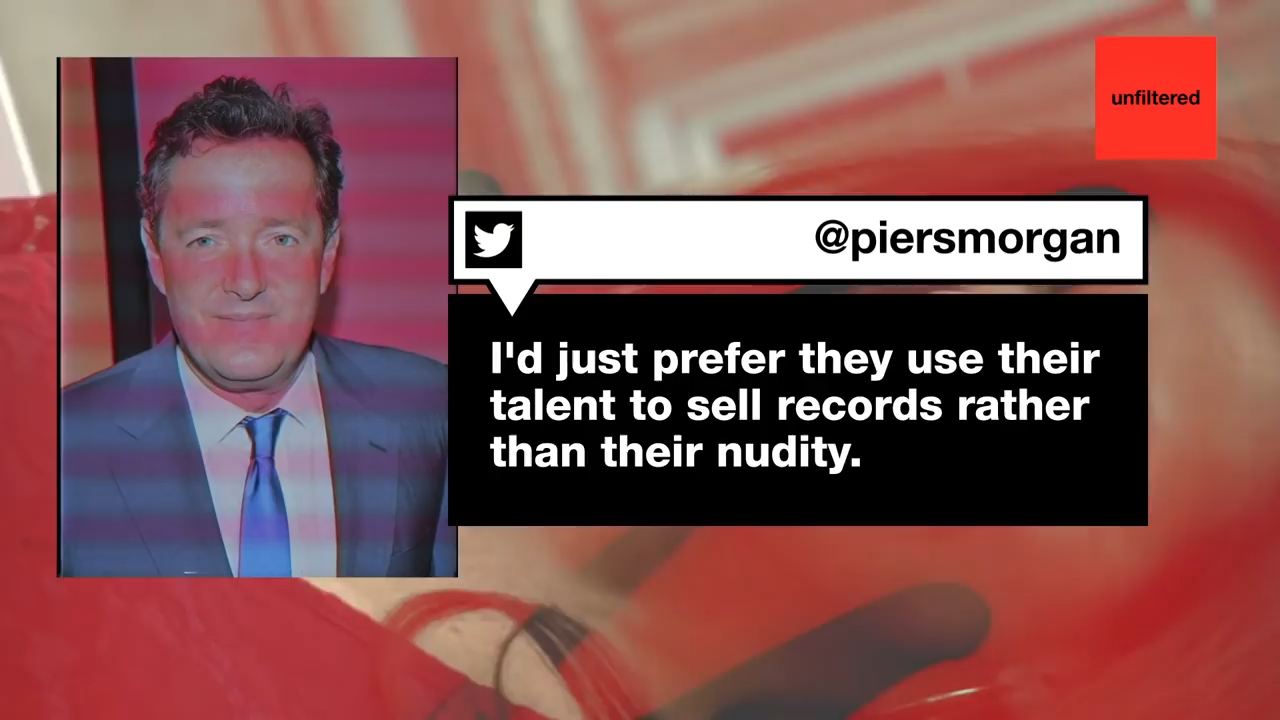 unfiltered
@piersmorgan
I'd just prefer they use their
talent to sell records rather
than their nudity.